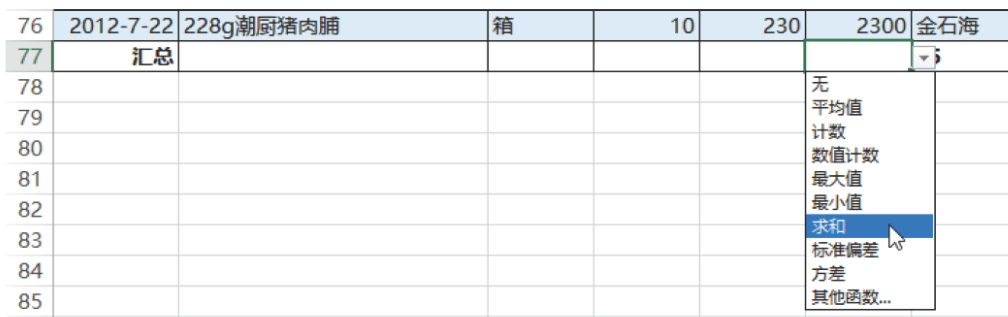 76 2012-7-22 228g潮厨猪肉脯 箱 10 230 2300 金石海
77 汇总
78 无
平均值
79 计数
80 数值计数
81 最大值
82 最小值
求和
83 标准偏差
84 方差
85 其他函数...